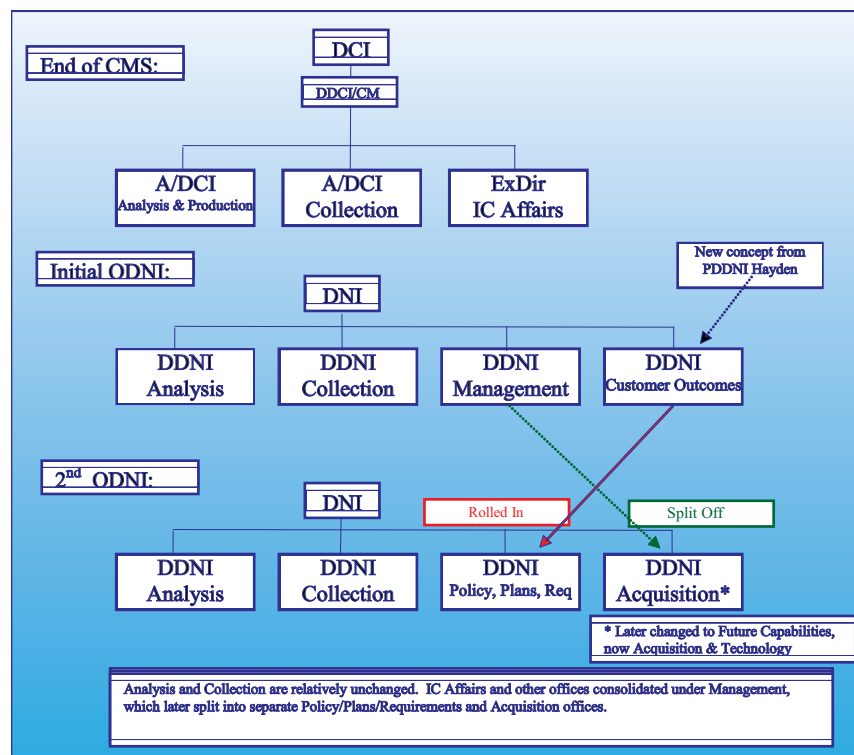 DCI
End of CMS:
DDCI/CM
A/DCI
Analysis & Production
A/DCI
Collection
ExDir
IC Affairs
New concept from
PDDNI Hayden
Initial ODNI:
DNI
DDNI
Analysis
DDNI
Collection
DDNI
Management
DDNI
Customer Outcomes
2nd ODNI:
DNI
Rolled In
Split Off
DDNI
Analysis
DDNI
Collection
DDNI
Policy, Plans, Req
DDNI
Acquisition*
* Later changed to Future Capabilities,
now Acquisition & Technology
Analysis and Collection are relatively unchanged. IC Affairs and other offices consolidated under Management,
which later split into separate Policy/Plans/Requirements and Acquisition offices.